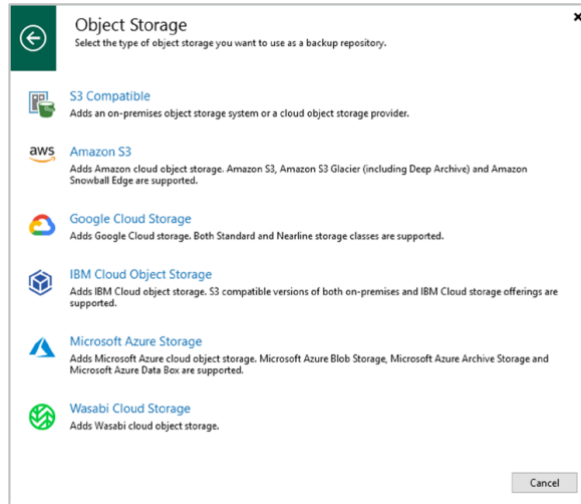 Object Storage
Select the type of object storage you want to use as a backup repository.
S3 Compatible
Adds an on-premises object storage system or a cloud object storage provider.
aws
Amazon S3
Adds Amazon cloud object storage. Amazon S3, Amazon S3 Glacier (including Deep Archive) and Amazon
Snowball Edge are supported.
Google Cloud Storage
Adds Google Cloud storage. Both Standard and Nearline storage classes are supported.
IBM Cloud Object Storage
Adds IBM Cloud object storage. S3 compatible versions of both on-premises and IBM Cloud storage offerings are
supported.
Microsoft Azure Storage
Adds Microsoft Azure cloud object storage. Microsoft Azure Blob Storage, Microsoft Azure Archive Storage and
Microsoft Azure Data Box are supported.
Wasabi Cloud Storage
Adds Wasabi cloud object storage.
Cancel